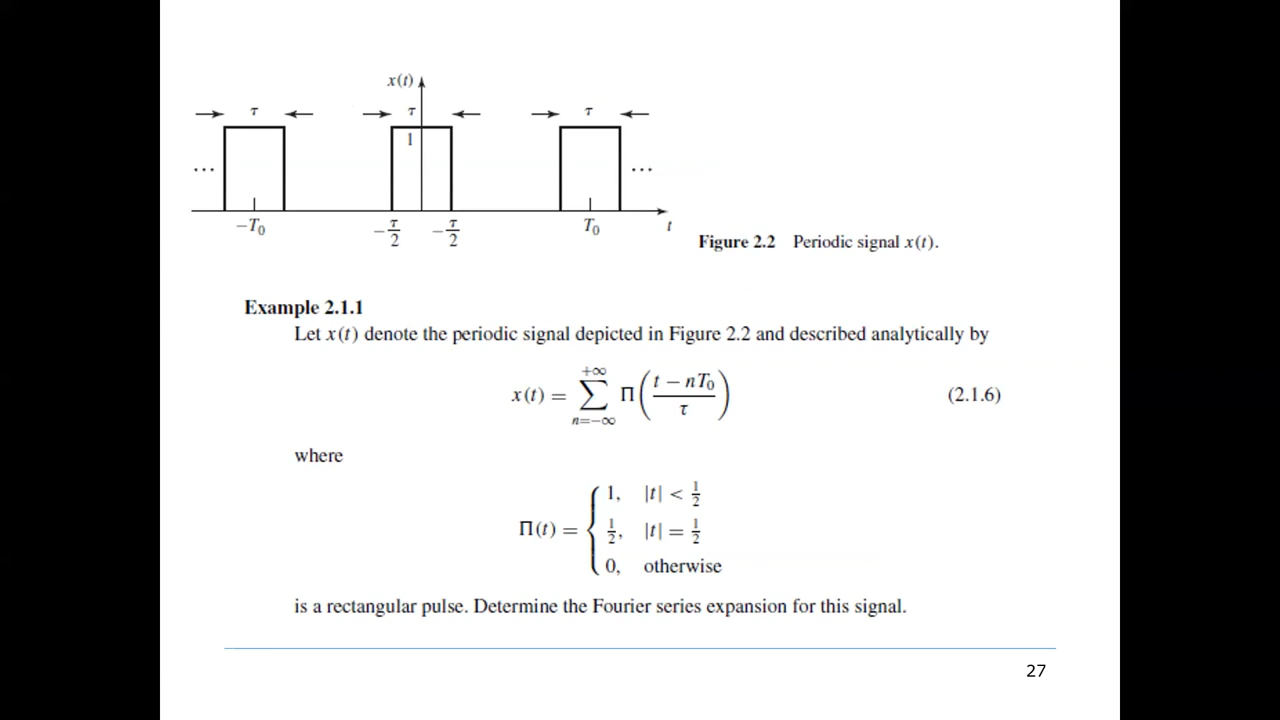 x(t)
τ τ τ
1
... ...
−T₀ −τ/2 −τ/2 T₀ t
Figure 2.2 Periodic signal x(t).
Example 2.1.1
Let x(t) denote the periodic signal depicted in Figure 2.2 and described analytically by
x(t) = ∑_{n=−∞}^{+∞} Π((t − nT₀)/τ) (2.1.6)
where
Π(t) = { 1, |t| < 1/2
1/2, |t| = 1/2
0, otherwise
is a rectangular pulse. Determine the Fourier series expansion for this signal.
27